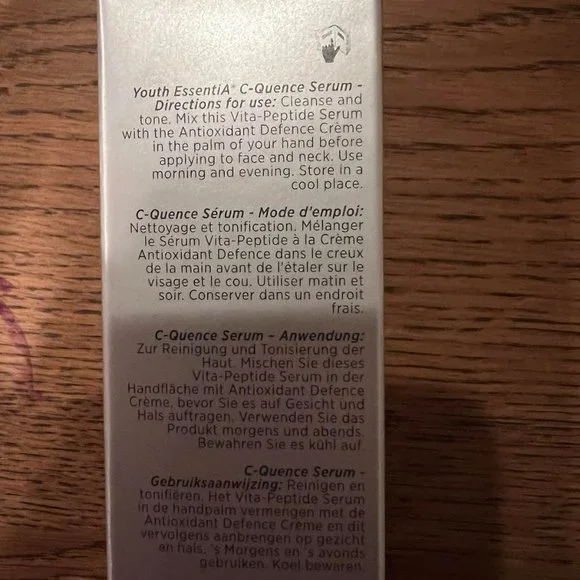 Youth EssentiA® C-Quence Serum -
Directions for use: Cleanse and
tone. Mix this Vita-Peptide Serum
with the Antioxidant Defence Crème
in the palm of your hand before
applying to face and neck. Use
morning and evening. Store in a
cool place.
C-Quence Sérum - Mode d'emploi:
Nettoyage et tonification. Mélanger
le Sérum Vita-Peptide à la Crème
Antioxidant Defence dans le creux
de la main avant de l'étaler sur le
visage et le cou. Utiliser matin et
soir. Conserver dans un endroit
frais.
C-Quence Serum – Anwendung:
Zur Reinigung und Tonisierung der
Haut. Mischen Sie dieses
Vita-Peptide Serum in der
Handfläche mit Antioxidant Defence
Crème, bevor Sie es auf Gesicht und
Hals auftragen. Verwenden Sie das
Produkt morgens und abends.
Bewahren Sie es kühl auf.
C-Quence Serum -
Gebruiksaanwijzing: Reinigen en
tonifiëren. Het Vita-Peptide Serum
in de handpalm vermengen met de
Antioxidant Defence Crème en dit
vervolgens aanbrengen op gezicht
en hals. 's Morgens en 's avonds
gebruiken. Koel bewaren.